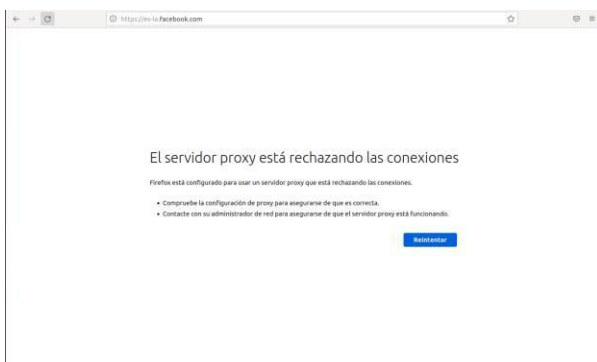 https://es-la.facebook.com
El servidor proxy está rechazando las conexiones
Firefox está configurado para usar un servidor proxy que está rechazando las conexiones.
• Compruebe la configuración de proxy para asegurarse de que es correcta.
• Contacte con su administrador de red para asegurarse de que el servidor proxy está funcionando.
Reintentar